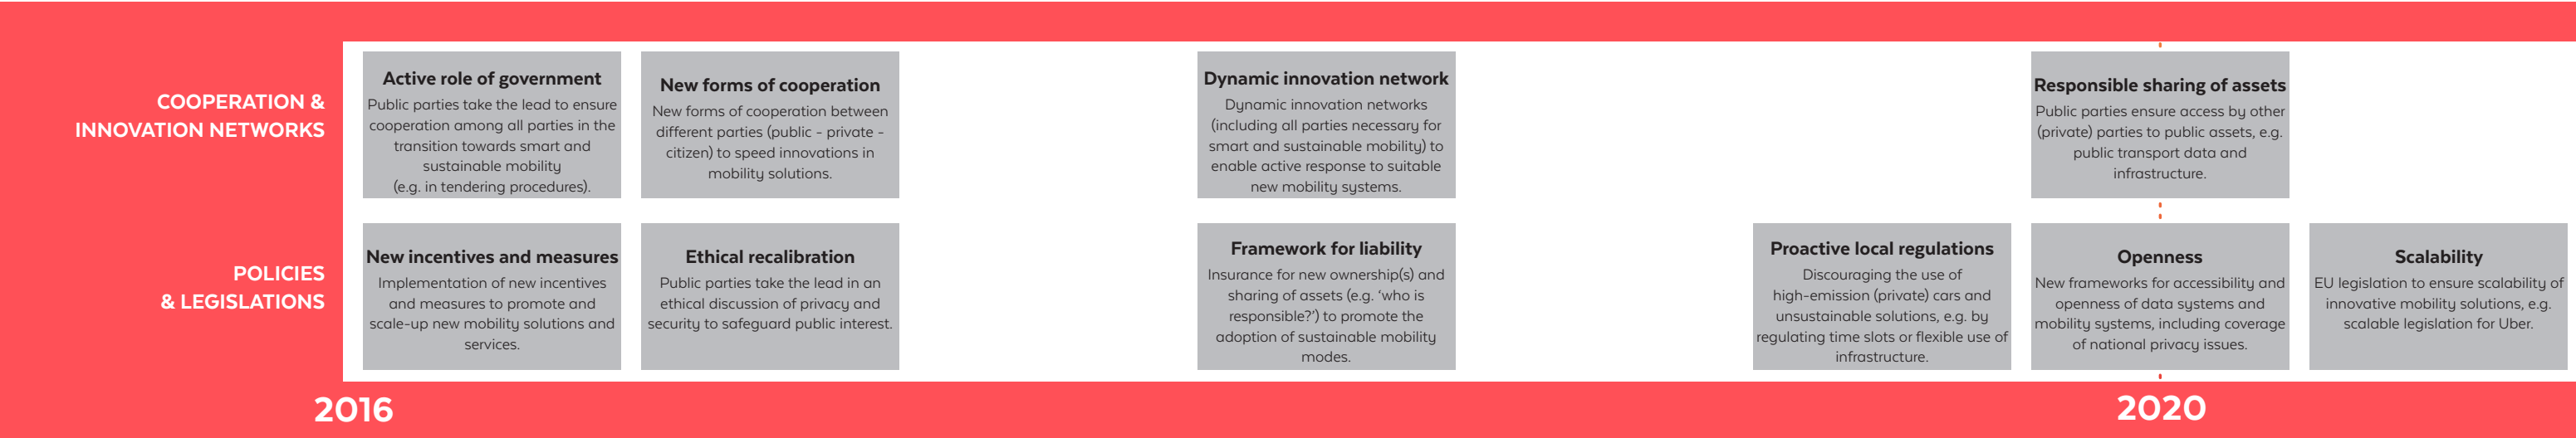 COOPERATION &
INNOVATION NETWORKS
Active role of government
Public parties take the lead to ensure
cooperation among all parties in the
transition towards smart and
sustainable mobility
(e.g. in tendering procedures).
New forms of cooperation
New forms of cooperation between
different parties (public - private -
citizen) to speed innovations in
mobility solutions.
Dynamic innovation network
Dynamic innovation networks
(including all parties necessary for
smart and sustainable mobility) to
enable active response to suitable
new mobility systems.
Responsible sharing of assets
Public parties ensure access by other
(private) parties to public assets, e.g.
public transport data and
infrastructure.
POLICIES
& LEGISLATIONS
New incentives and measures
Implementation of new incentives
and measures to promote and
scale-up new mobility solutions and
services.
Ethical recalibration
Public parties take the lead in an
ethical discussion of privacy and
security to safeguard public interest.
Framework for liability
Insurance for new ownership(s) and
sharing of assets (e.g. ‘who is
responsible?’) to promote the
adoption of sustainable mobility
modes.
Proactive local regulations
Discouraging the use of
high-emission (private) cars and
unsustainable solutions, e.g. by
regulating time slots or flexible use of
infrastructure.
Openness
New frameworks for accessibility and
openness of data systems and
mobility systems, including coverage
of national privacy issues.
Scalability
EU legislation to ensure scalability of
innovative mobility solutions, e.g.
scalable legislation for Uber.
2016
2020